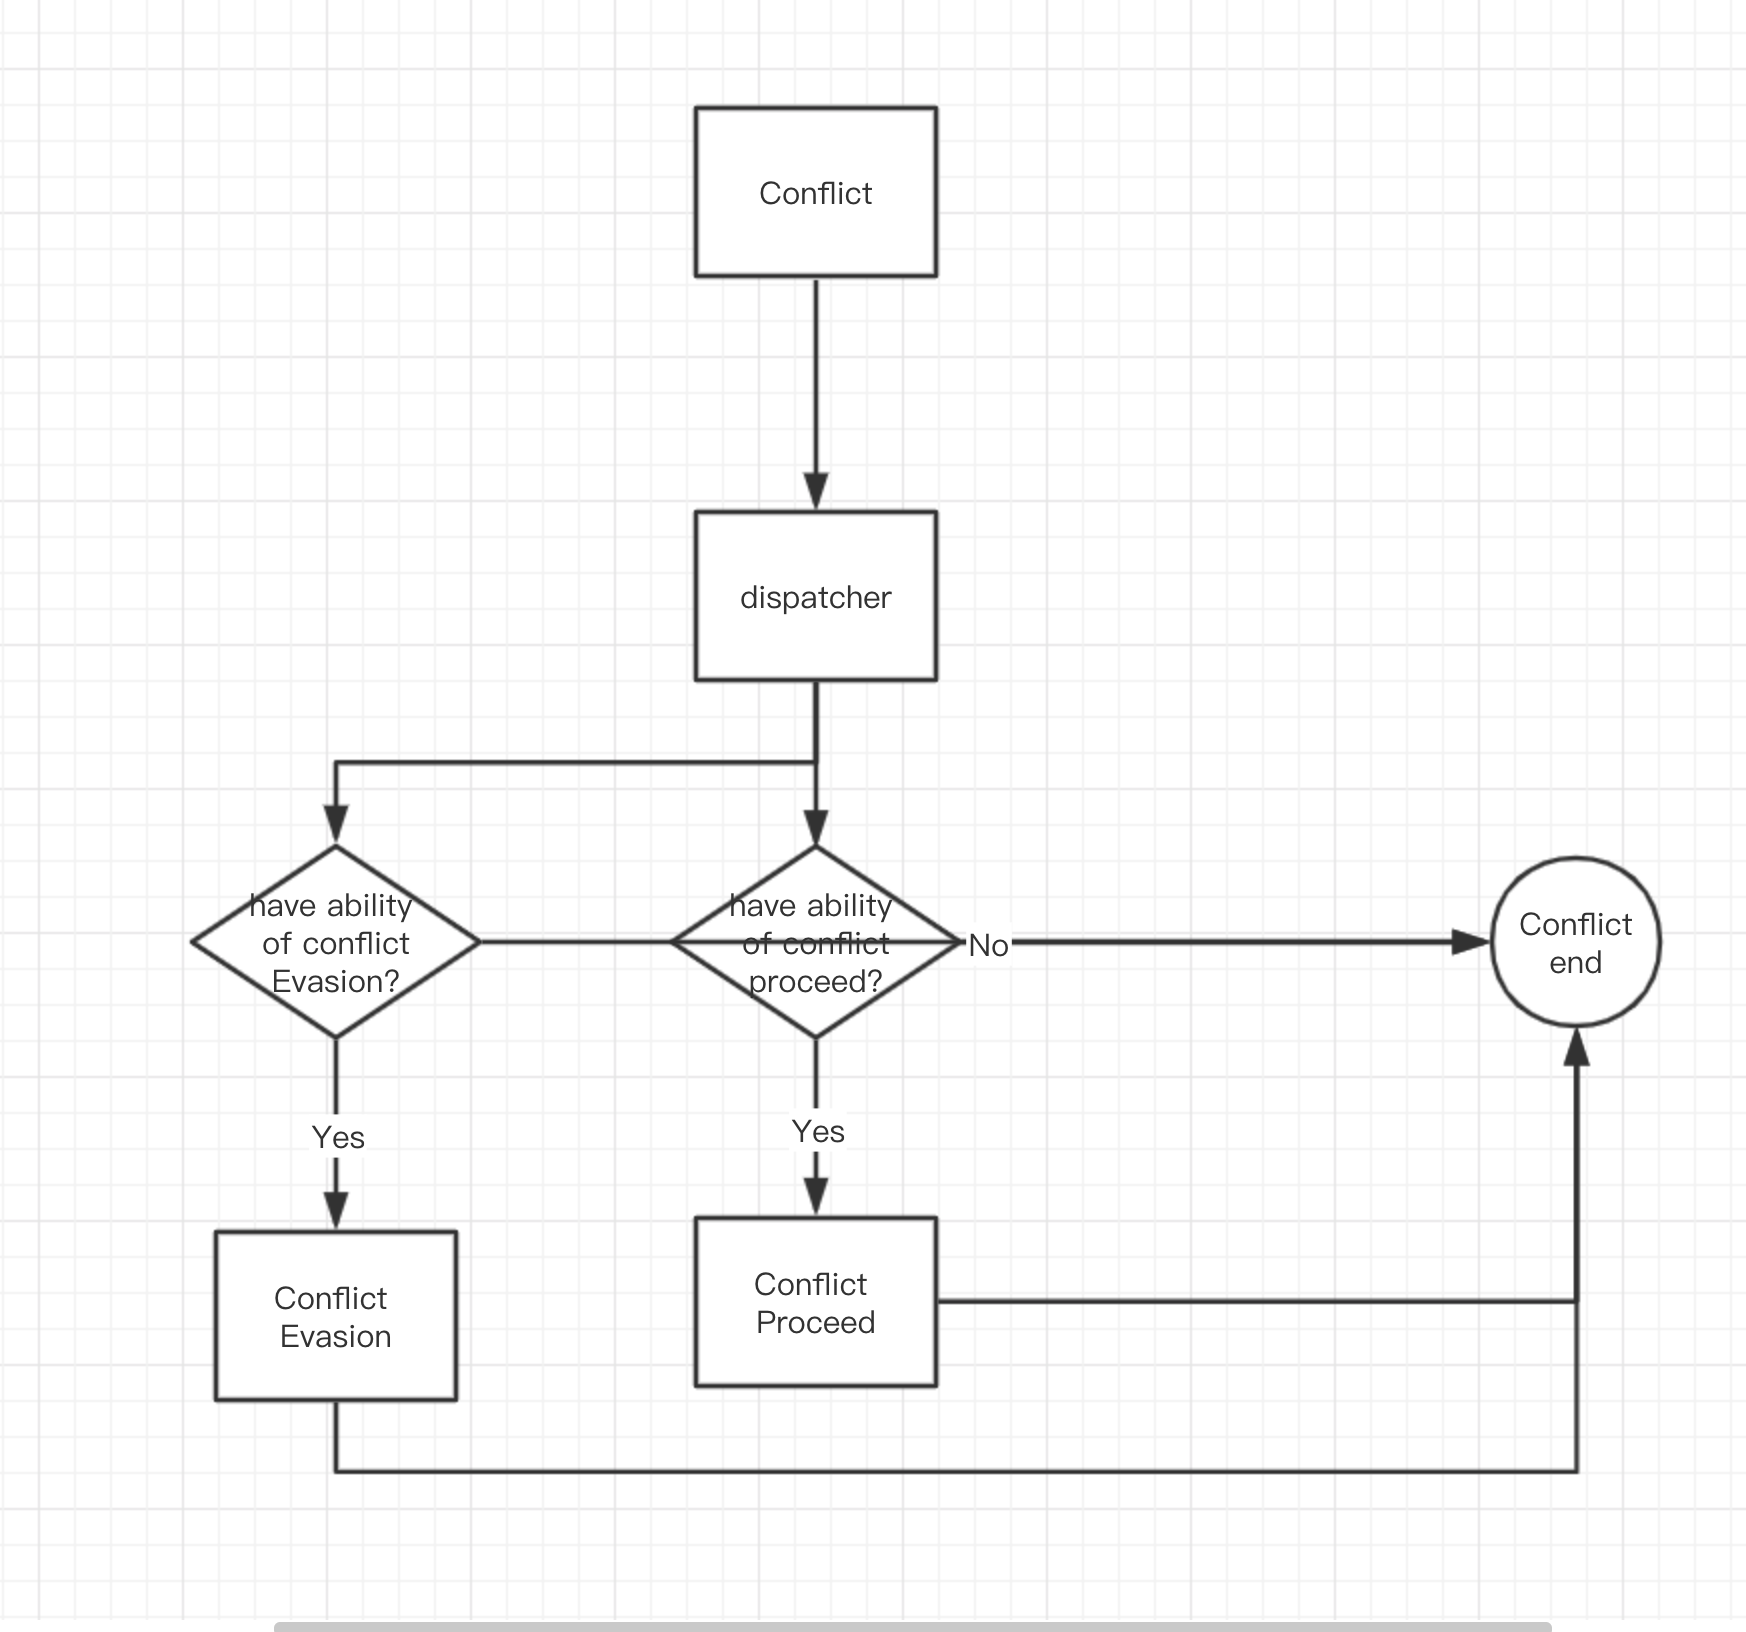 Conflict
dispatcher
have ability
of conflict
Evasion?
have ability
of conflict
proceed?
No
Conflict
end
Yes
Yes
Conflict
Evasion
Conflict
Proceed